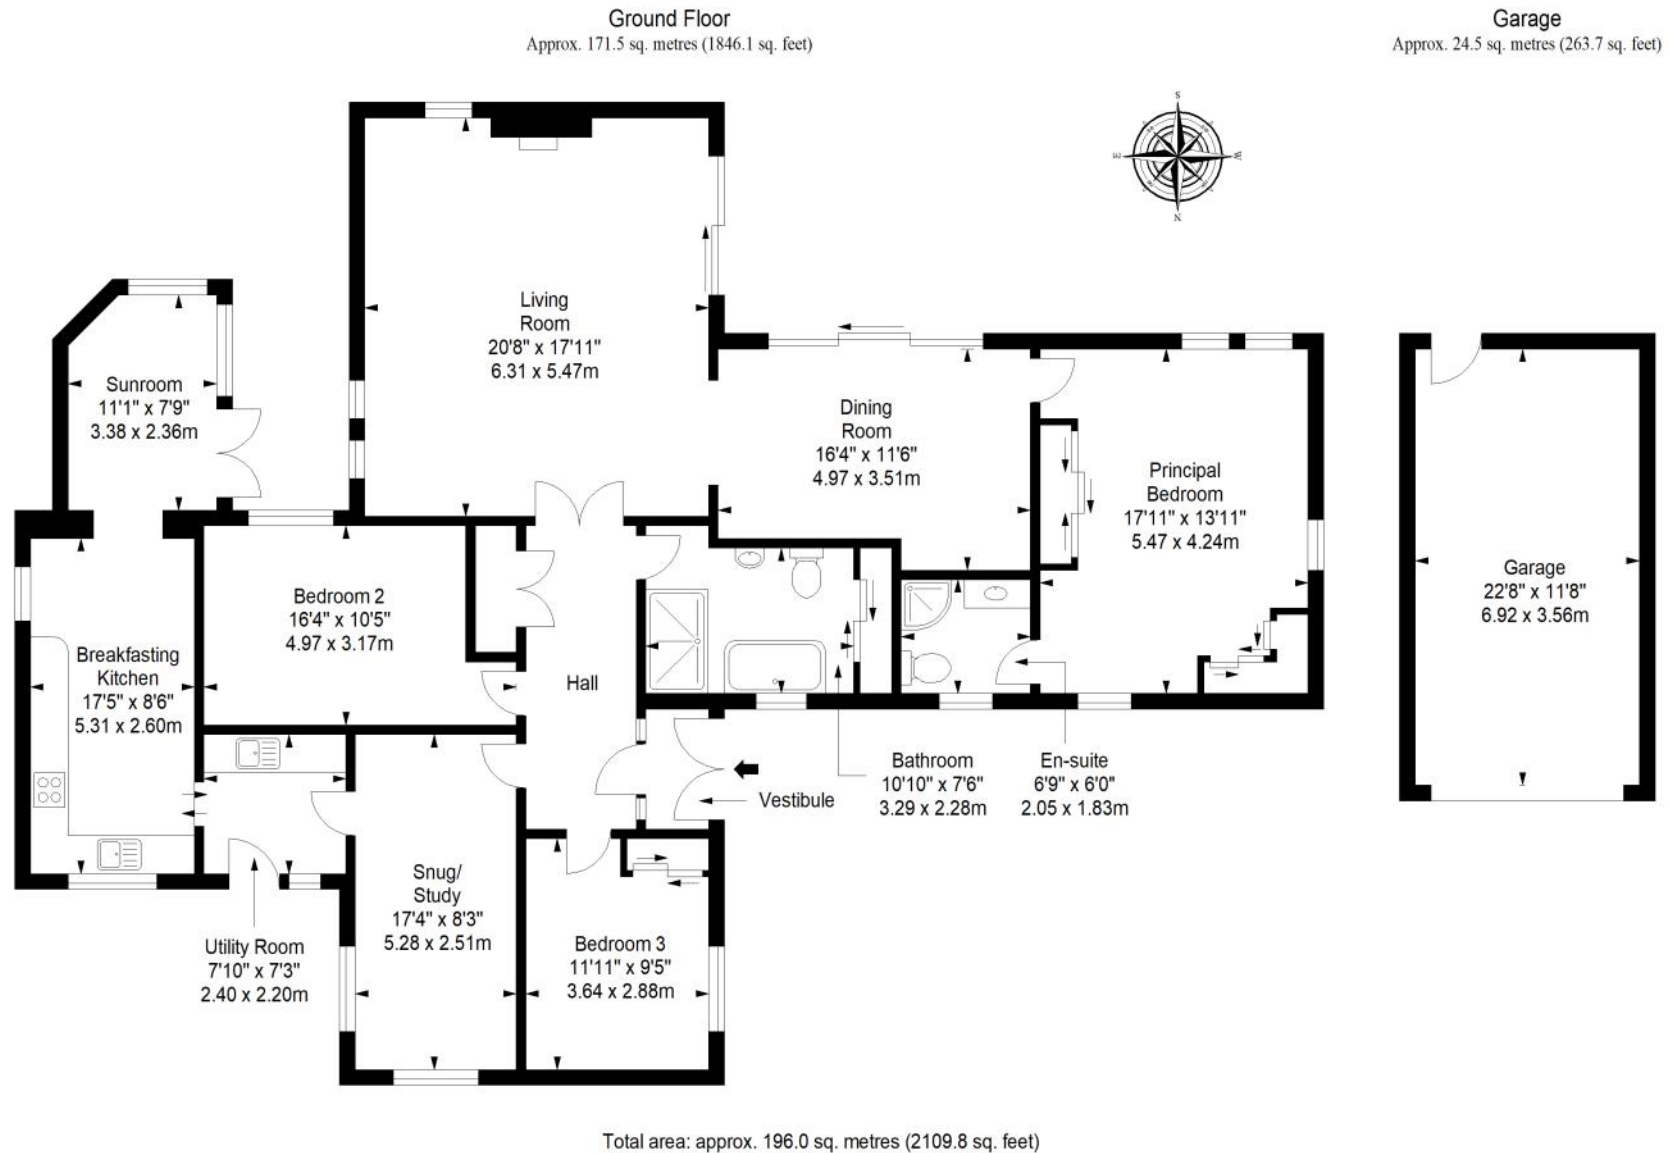 Ground Floor
Approx. 171.5 sq. metres (1846.1 sq. feet)
Garage
Approx. 24.5 sq. metres (263.7 sq. feet)
S
E
W
N
Living
Room
20'8" x 17'11"
6.31 x 5.47m
Sunroom
11'1" x 7'9"
3.38 x 2.36m
Dining
Room
16'4" x 11'6"
4.97 x 3.51m
Principal
Bedroom
17'11" x 13'11"
5.47 x 4.24m
Garage
22'8" x 11'8"
6.92 x 3.56m
Bedroom 2
16'4" x 10'5"
4.97 x 3.17m
Breakfasting
Kitchen
17'5" x 8'6"
5.31 x 2.60m
Hall
Vestibule
Bathroom
10'10" x 7'6"
3.29 x 2.28m
En-suite
6'9" x 6'0"
2.05 x 1.83m
Snug/
Study
17'4" x 8'3"
5.28 x 2.51m
Utility Room
7'10" x 7'3"
2.40 x 2.20m
Bedroom 3
11'11" x 9'5"
3.64 x 2.88m
Total area: approx. 196.0 sq. metres (2109.8 sq. feet)